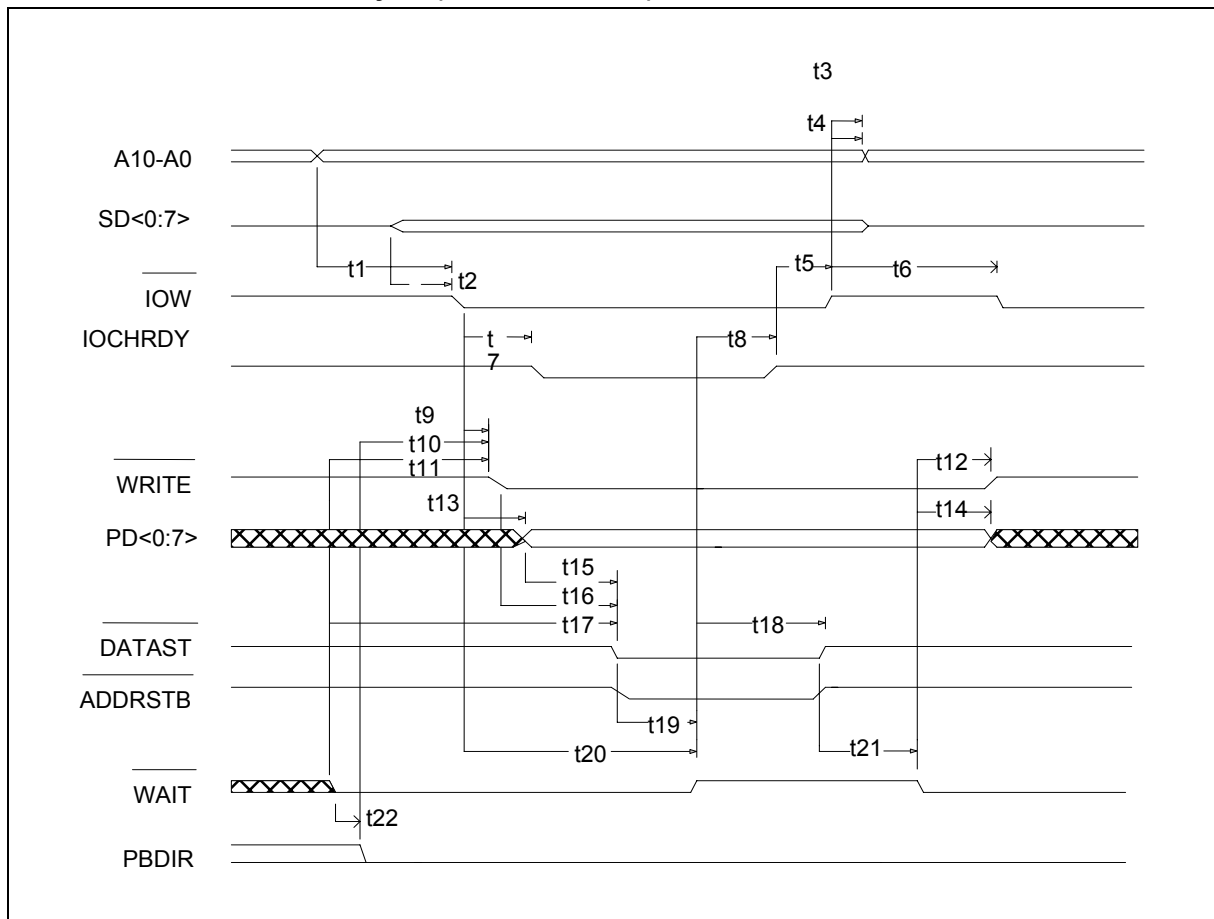 t3
t4
A10-A0
SD<0:7>
t1
t2
t5
t6
IOW
IOCHRDY
t
7
t8
t9
t10
t11
t12
WRITE
t13
t14
PD<0:7>
t15
t16
t17
t18
DATAST
ADDRSTB
t19
t20
t21
WAIT
t22
PBDIR